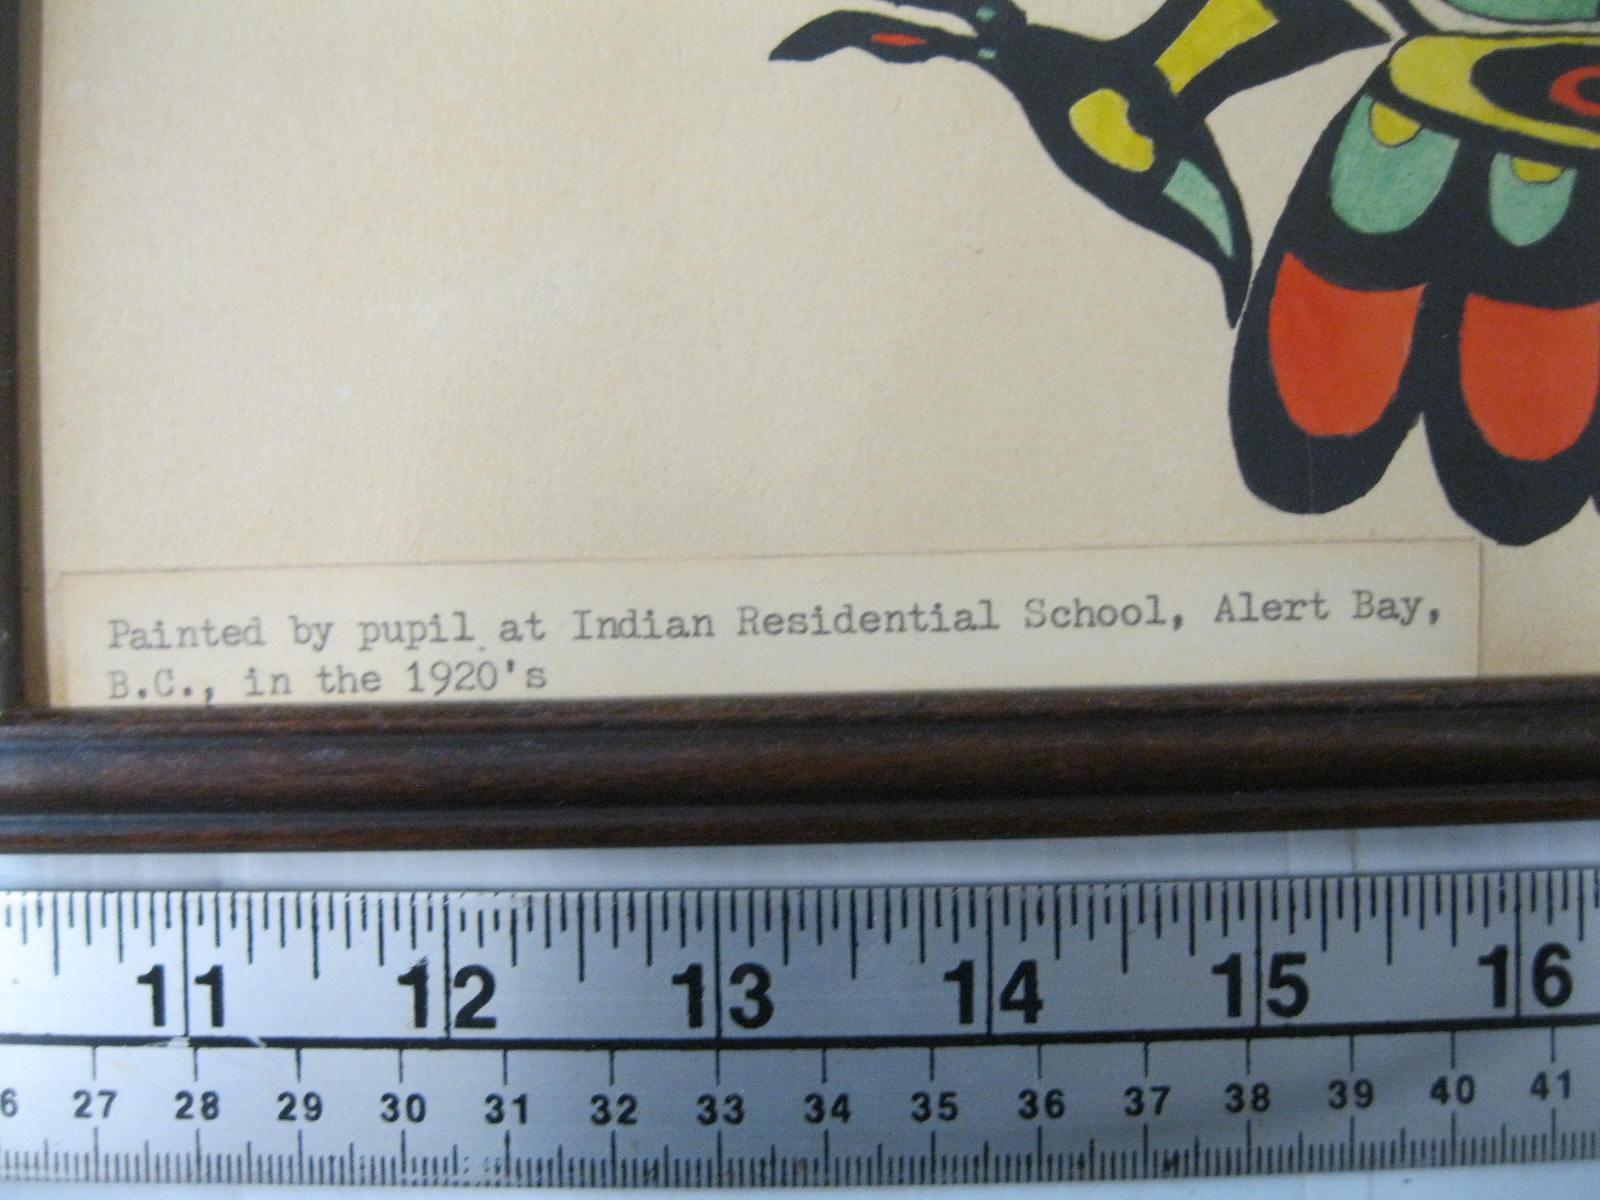 Painted by pupil at Indian Residential School, Alert Bay,
B.C., in the 1920's
11 12 13 14 15 16
6 27 28 29 30 31 32 33 34 35 36 37 38 39 40 41